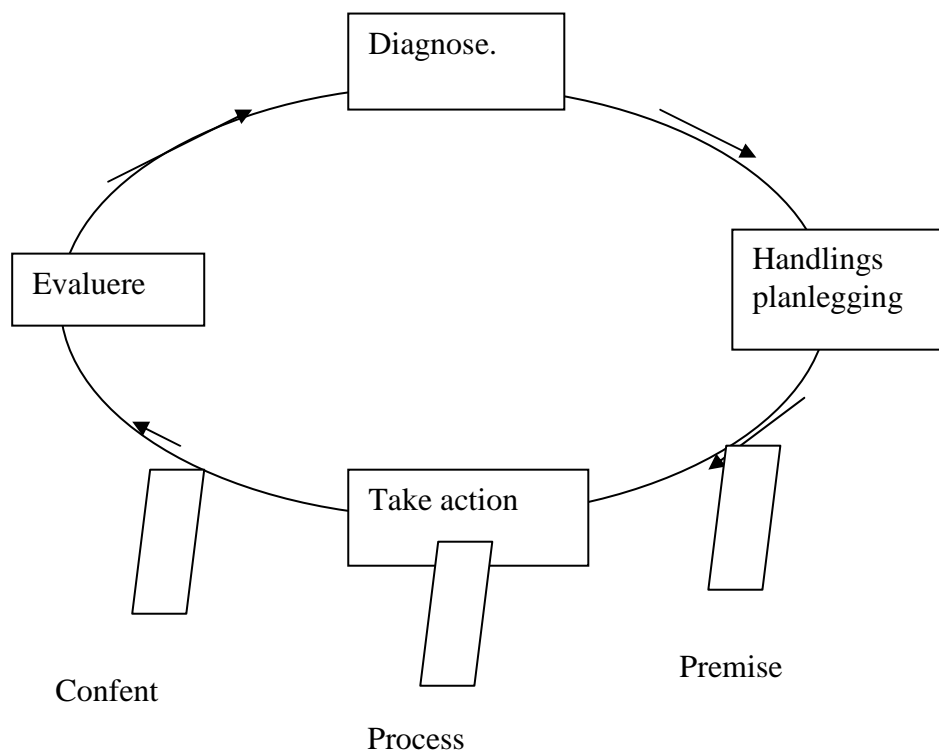 Diagnose.
Evaluere
Handlings
planlegging
Take action
Confent
Process
Premise